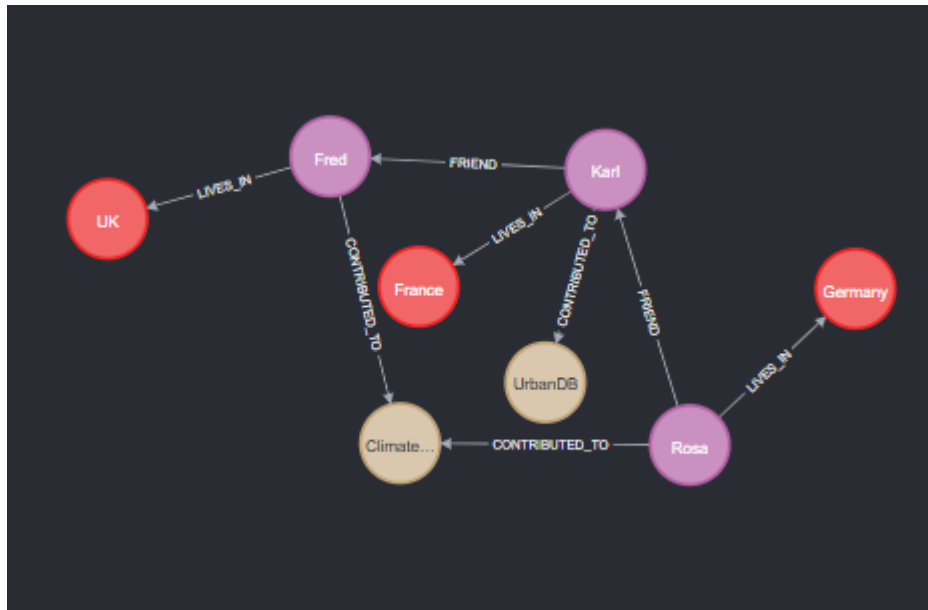 Fred
FRIEND
Karl
LIVES_IN
UK
LIVES_IN
CONTRIBUTED_TO
CONTRIBUTED_TO
France
Germany
FRIEND
UrbanDB
LIVES_IN
Climate...
CONTRIBUTED_TO
Rosa